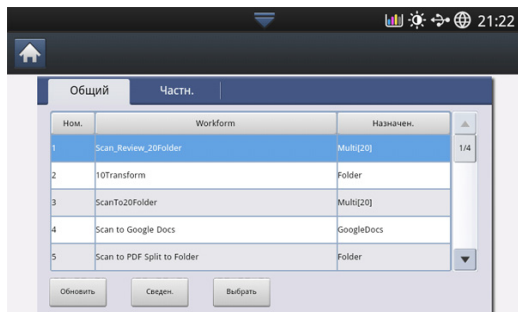 21:22
Общий Частн.
Ном. Workform Назначен.
1 Scan_Review_20Folder Multi[20] 1/4
2 10Transform Folder
3 ScanTo20Folder Multi[20]
4 Scan to Google Docs GoogleDocs
5 Scan to PDF Split to Folder Folder
Обновить Сведен. Выбрать